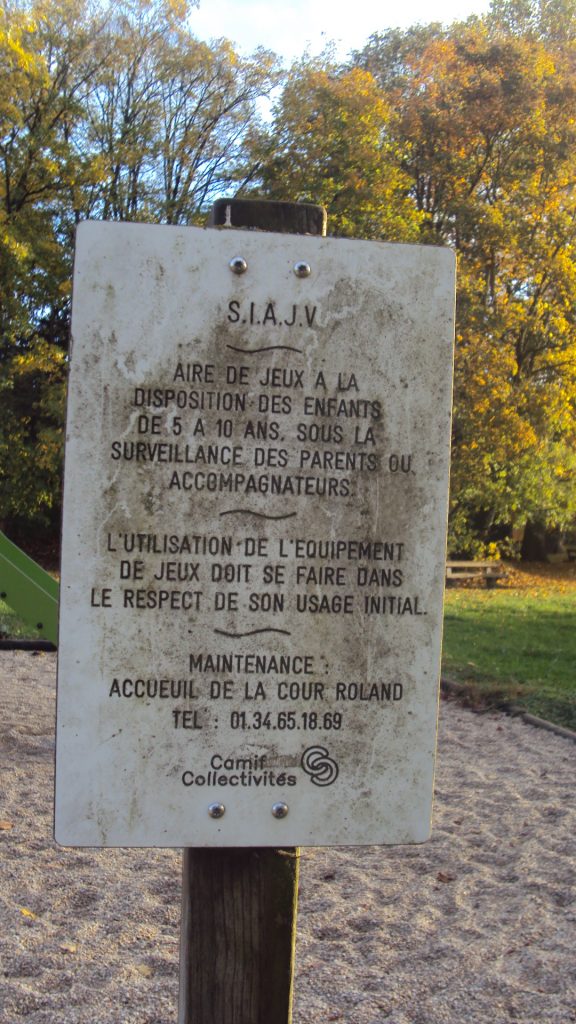 S.I.A.J.V
AIRE DE JEUX A LA
DISPOSITION DES ENFANTS
DE 5 A 10 ANS, SOUS LA
SURVEILLANCE DES PARENTS OU
ACCOMPAGNATEURS.
L'UTILISATION DE L'EQUIPEMENT
DE JEUX DOIT SE FAIRE DANS
LE RESPECT DE SON USAGE INITIAL.
MAINTENANCE :
ACCUEUIL DE LA COUR ROLAND
TEL : 01.34.65.18.69
Camif
Collectivités